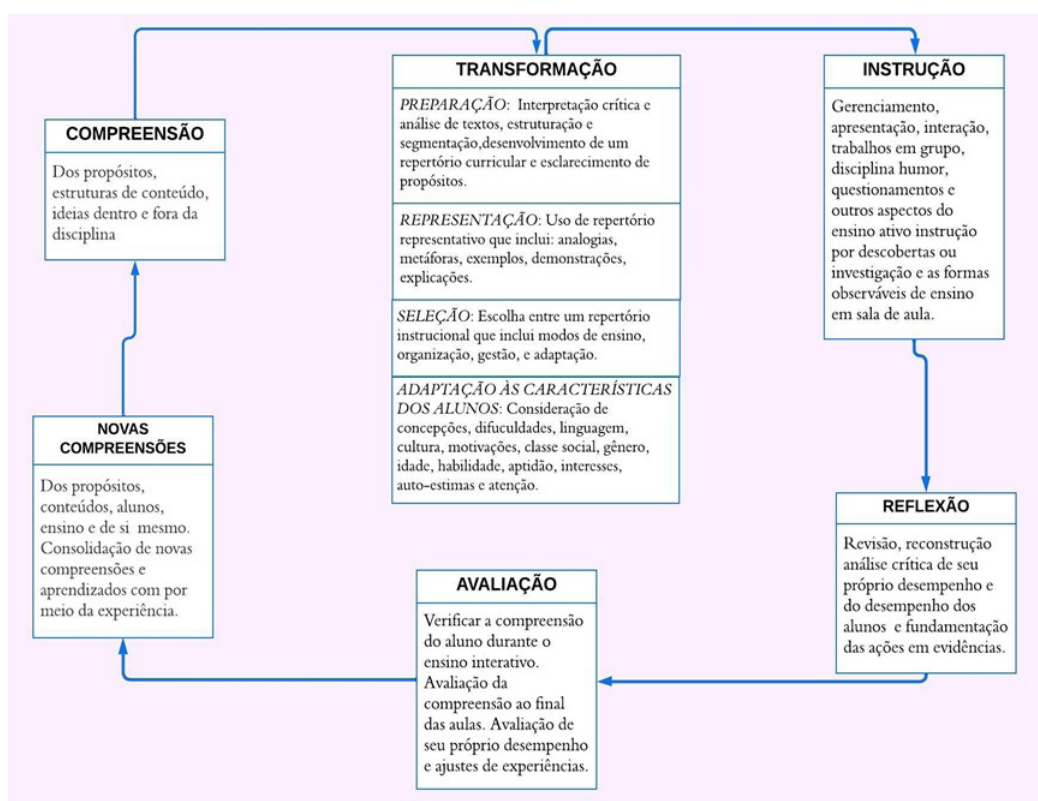 COMPREENSÃO
Dos propósitos,
estruturas de conteúdo,
ideias dentro e fora da
disciplina
TRANSFORMAÇÃO
PREPARAÇÃO: Interpretação crítica e
análise de textos, estruturação e
segmentação,desenvolvimento de um
repertório curricular e esclarecimento de
propósitos.
REPRESENTAÇÃO: Uso de repertório
representativo que inclui: analogias,
metáforas, exemplos, demonstrações,
explicações.
SELEÇÃO: Escolha entre um repertório
instrucional que inclui modos de ensino,
organização, gestão, e adaptação.
ADAPTAÇÃO ÀS CARACTERÍSTICAS
DOS ALUNOS: Consideração de
concepções, difuculdades, linguagem,
cultura, motivações, classe social, gênero,
idade, habilidade, aptidão, interesses,
auto-estimas e atenção.
INSTRUÇÃO
Gerenciamento,
apresentação, interação,
trabalhos em grupo,
disciplina humor,
questionamentos e
outros aspectos do
ensino ativo instrução
por descobertas ou
investigação e as formas
observáveis de ensino
em sala de aula.
REFLEXÃO
Revisão, reconstrução
análise crítica de seu
próprio desempenho e
do desempenho dos
alunos e fundamentação
das ações em evidências.
AVALIAÇÃO
Verificar a compreensão
do aluno durante o
ensino interativo.
Avaliação da
compreensão ao final
das aulas. Avaliação de
seu próprio desempenho
e ajustes de experiências.
NOVAS
COMPREENSÕES
Dos propósitos,
conteúdos, alunos,
ensino e de si mesmo.
Consolidação de novas
compreensões e
aprendizados com por
meio da experiência.